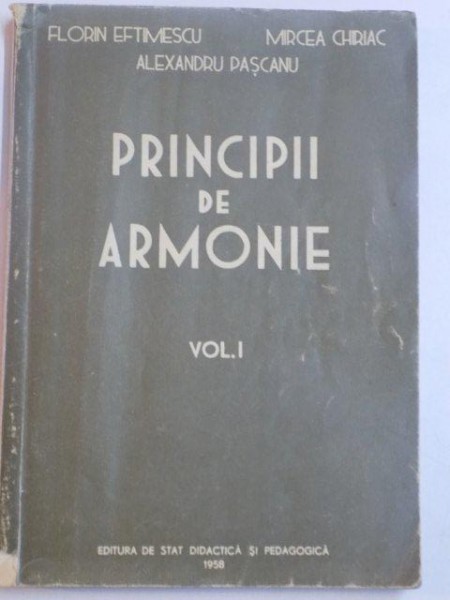 FLORIN EFTIMESCU MIRCEA CHIRIAC
ALEXANDRU PAȘCANU
PRINCIPII
DE
ARMONIE
VOL. I
EDITURA DE STAT DIDACTICĂ ȘI PEDAGOGICĂ
1958